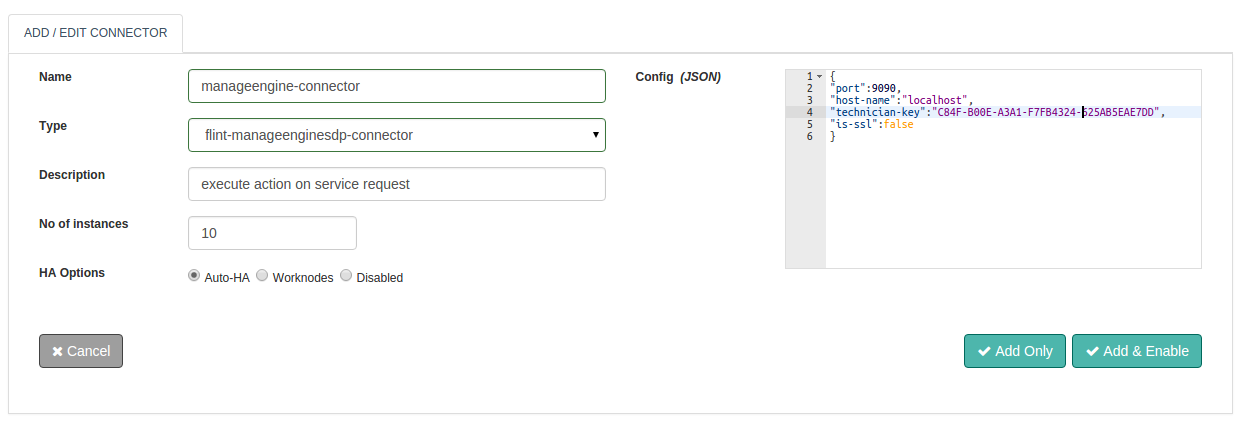 ADD / EDIT CONNECTOR
Name
manageengine-connector
Type
flint-manageenginesdp-connector
Description
execute action on service request
No of instances
10
HA Options
Auto-HA Worknodes Disabled
Config (JSON)
1 {
2 "port":9090,
3 "host-name":"localhost",
4 "technician-key":"C84F-B00E-A3A1-F7FB4324-525AB5EAE7DD",
5 "is-ssl":false
6 }
Cancel
Add Only
Add & Enable